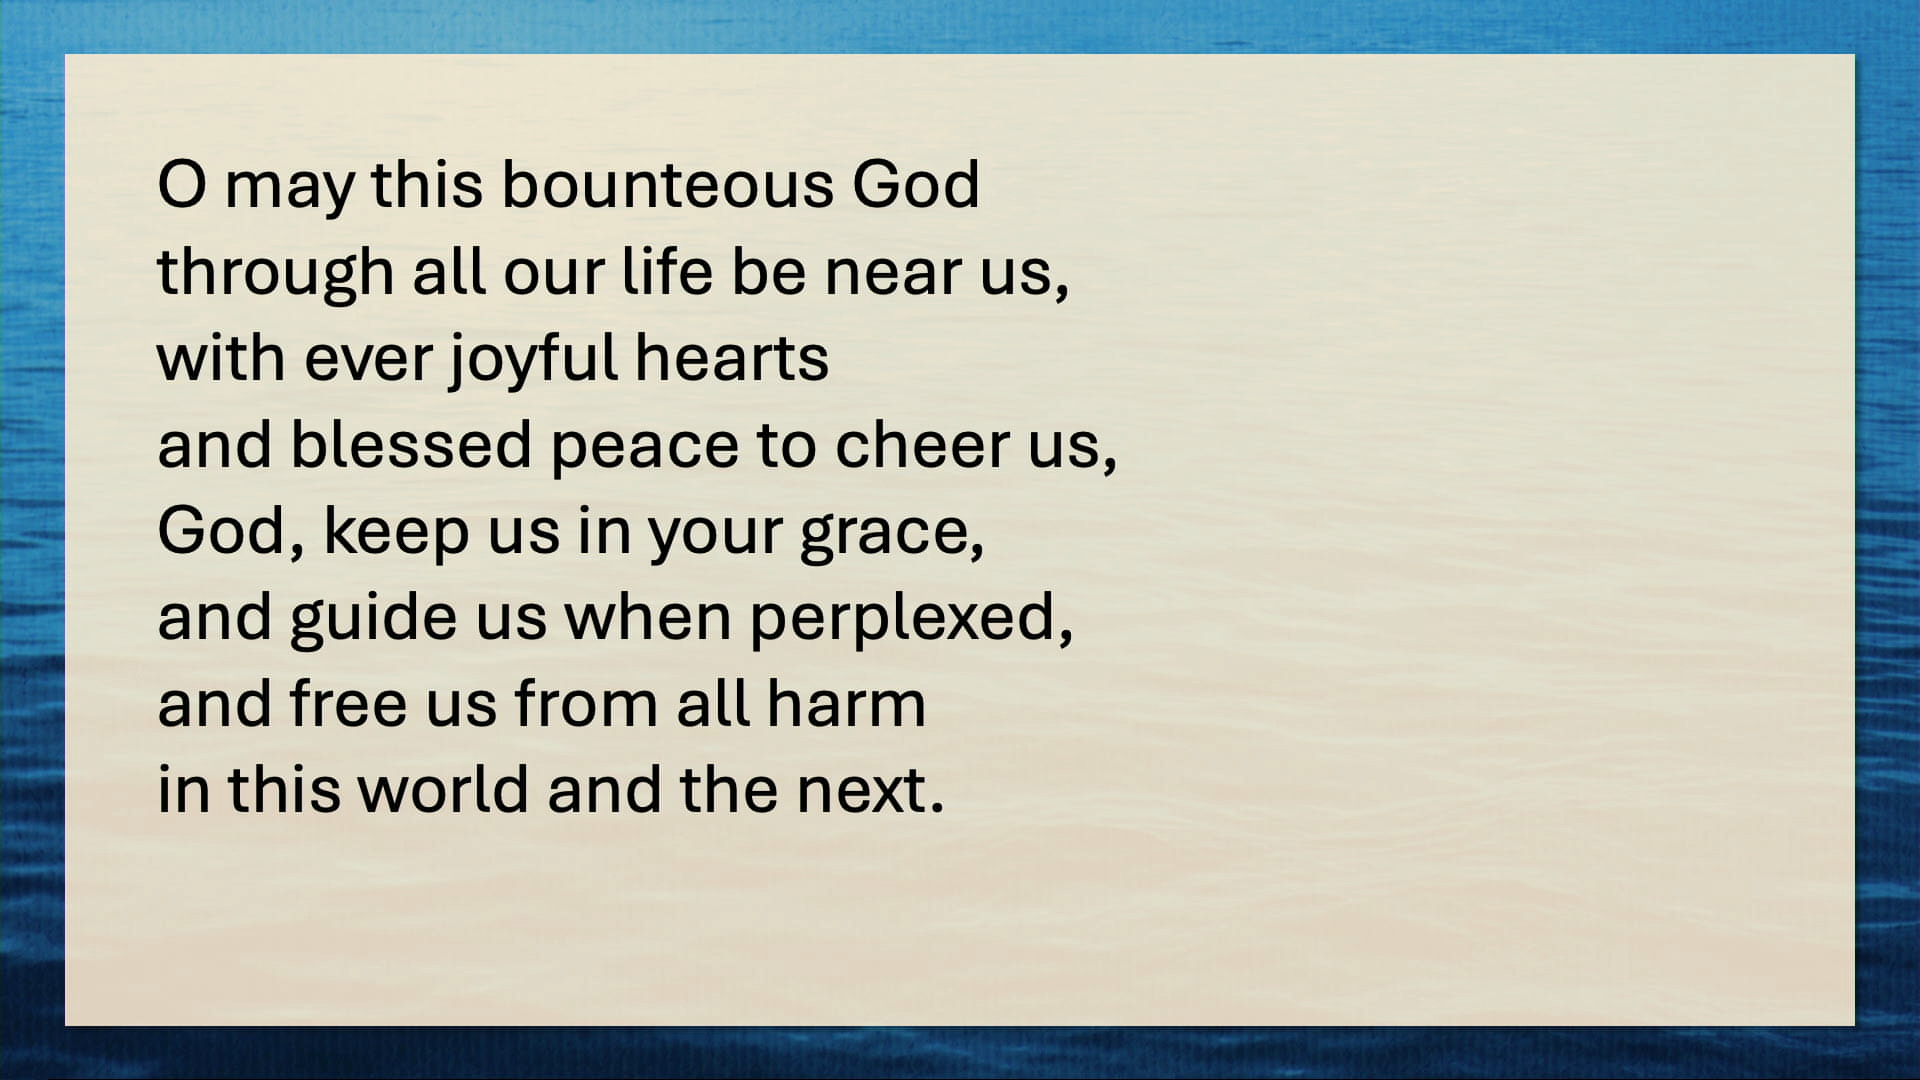 O may this bounteous God
through all our life be near us,
with ever joyful hearts
and blessed peace to cheer us,
God, keep us in your grace,
and guide us when perplexed,
and free us from all harm
in this world and the next.